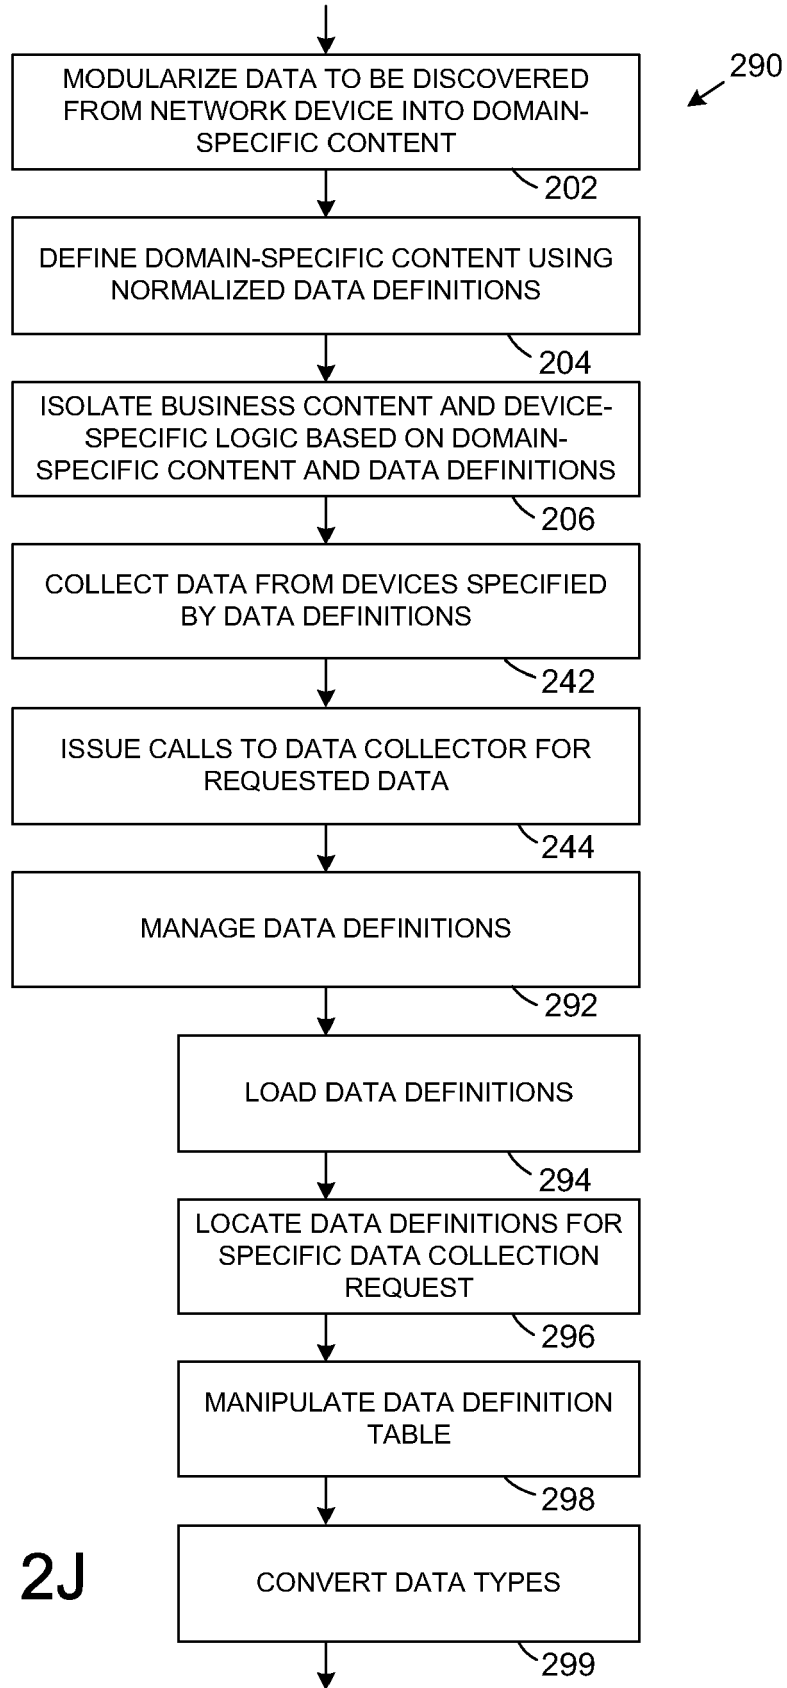 290
MODULARIZE DATA TO BE DISCOVERED
FROM NETWORK DEVICE INTO DOMAIN-
SPECIFIC CONTENT
202
DEFINE DOMAIN-SPECIFIC CONTENT USING
NORMALIZED DATA DEFINITIONS
204
ISOLATE BUSINESS CONTENT AND DEVICE-
SPECIFIC LOGIC BASED ON DOMAIN-
SPECIFIC CONTENT AND DATA DEFINITIONS
206
COLLECT DATA FROM DEVICES SPECIFIED
BY DATA DEFINITIONS
242
ISSUE CALLS TO DATA COLLECTOR FOR
REQUESTED DATA
244
MANAGE DATA DEFINITIONS
292
LOAD DATA DEFINITIONS
294
LOCATE DATA DEFINITIONS FOR
SPECIFIC DATA COLLECTION
REQUEST
296
MANIPULATE DATA DEFINITION
TABLE
298
2J
CONVERT DATA TYPES
299